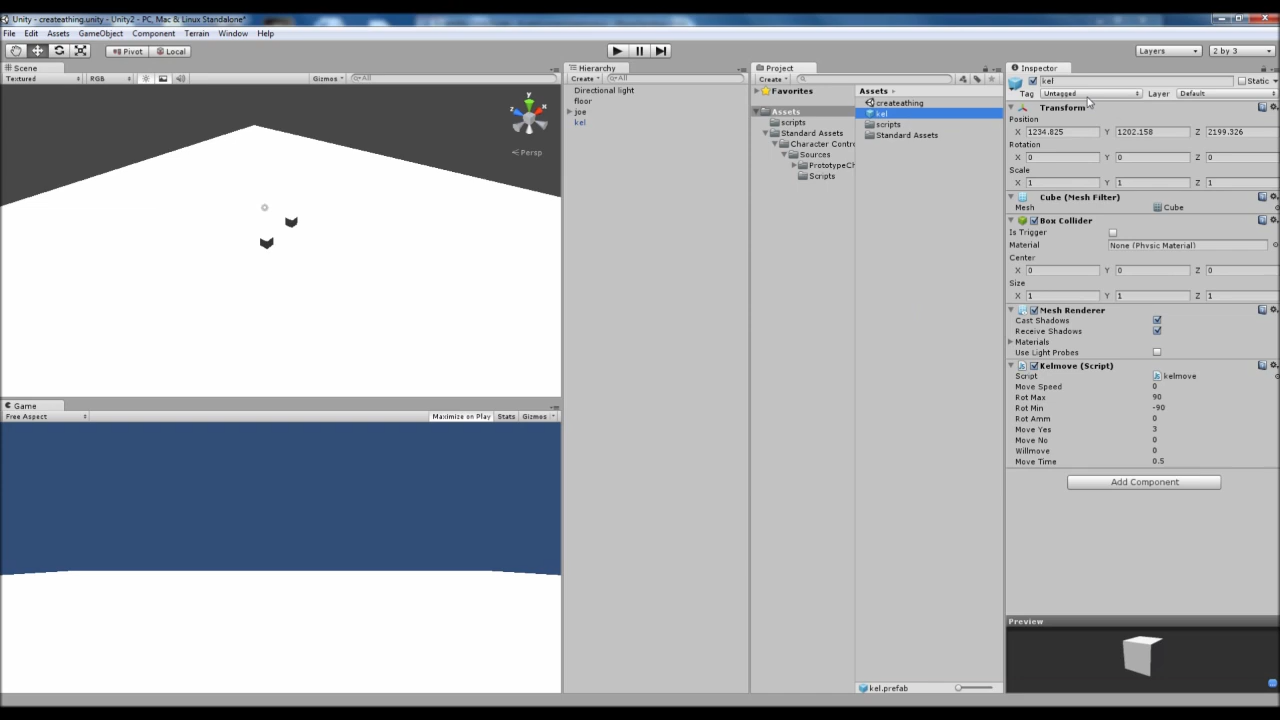 Unity - createathing.unity - Unity2 - PC, Mac & Linux Standalone*
File Edit Assets GameObject Component Terrain Window Help
Pivot Local Layers 2 by 3
Scene
Textured RGB Gizmos All
Persp
y
z
x
Game
Free Aspect Maximize on Play Stats Gizmos
Hierarchy
Create All
Directional light
floor
joe
kel
Project
Create
Favorites
Assets
scripts
Standard Assets
Character Contro
Sources
PrototypeCh
Scripts
Assets
createathing
kel
scripts
Standard Assets
kel.prefab
Inspector
kel Static
Tag Untagged Layer Default
Transform
Position
X 1234.825 Y 1202.158 Z 2199.326
Rotation
X 0 Y 0 Z 0
Scale
X 1 Y 1 Z 1
Cube (Mesh Filter)
Mesh Cube
Box Collider
Is Trigger
Material None (Physic Material)
Center
X 0 Y 0 Z 0
Size
X 1 Y 1 Z 1
Mesh Renderer
Cast Shadows
Receive Shadows
Materials
Use Light Probes
Kelmove (Script)
Script kelmove
Move Speed 0
Rot Max 90
Rot Min -90
Rot Amm 0
Move Yes 3
Move No 0
Willmove 0
Move Time 0.5
Add Component
Preview